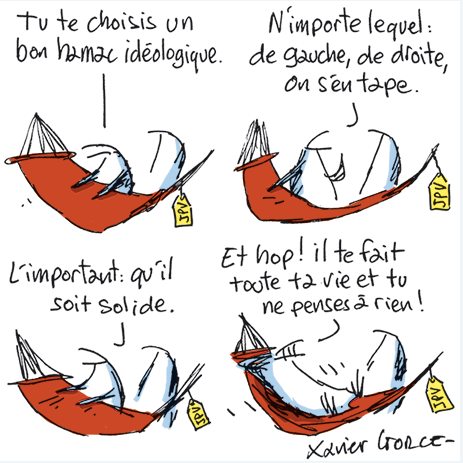 Tu te choisis un
bon hamac idéologique.
N'importe lequel :
de gauche, de droite,
on s'en tape.
JPV
JPV
L'important : qu'il
soit solide.
Et hop ! il te fait
toute ta vie et tu
ne penses à rien !
JPV
JPV
Xavier GORCE